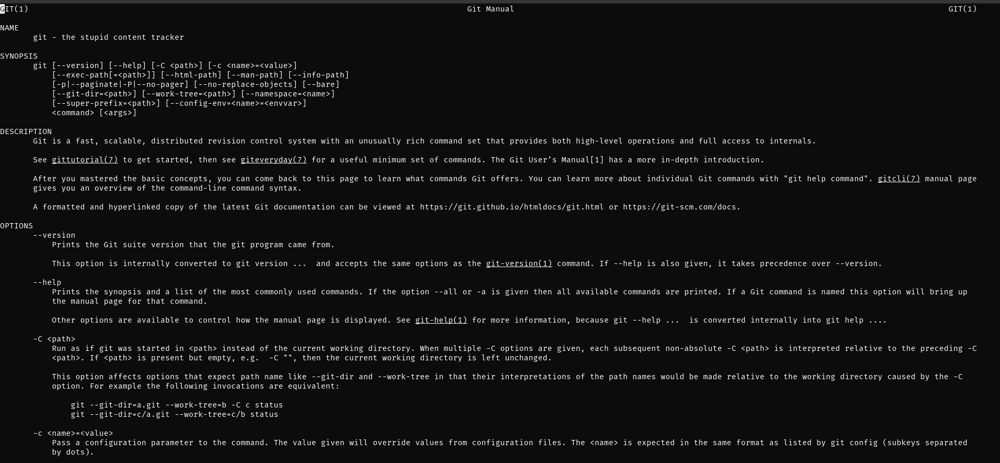 GIT(1) Git Manual GIT(1)
NAME
git - the stupid content tracker
SYNOPSIS
git [--version] [--help] [-C <path>] [-c <name>=<value>]
[--exec-path[=<path>]] [--html-path] [--man-path] [--info-path]
[-p|--paginate|-P|--no-pager] [--no-replace-objects] [--bare]
[--git-dir=<path>] [--work-tree=<path>] [--namespace=<name>]
[--super-prefix=<path>] [--config-env=<name>=<envvar>]
<command> [<args>]
DESCRIPTION
Git is a fast, scalable, distributed revision control system with an unusually rich command set that provides both high-level operations and full access to internals.
See gittutorial(7) to get started, then see giteveryday(7) for a useful minimum set of commands. The Git User’s Manual[1] has a more in-depth introduction.
After you mastered the basic concepts, you can come back to this page to learn what commands Git offers. You can learn more about individual Git commands with "git help command". gitcli(7) manual page
gives you an overview of the command-line command syntax.
A formatted and hyperlinked copy of the latest Git documentation can be viewed at https://git.github.io/htmldocs/git.html or https://git-scm.com/docs.
OPTIONS
--version
Prints the Git suite version that the git program came from.
This option is internally converted to git version ...  and accepts the same options as the git-version(1) command. If --help is also given, it takes precedence over --version.
--help
Prints the synopsis and a list of the most commonly used commands. If the option --all or -a is given then all available commands are printed. If a Git command is named this option will bring up
the manual page for that command.
Other options are available to control how the manual page is displayed. See git-help(1) for more information, because git --help ...  is converted internally into git help ....
-C <path>
Run as if git was started in <path> instead of the current working directory. When multiple -C options are given, each subsequent non-absolute -C <path> is interpreted relative to the preceding -C
<path>. If <path> is present but empty, e.g.  -C "", then the current working directory is left unchanged.
This option affects options that expect path name like --git-dir and --work-tree in that their interpretations of the path names would be made relative to the working directory caused by the -C
option. For example the following invocations are equivalent:
git --git-dir=a.git --work-tree=b -C c status
git --git-dir=c/a.git --work-tree=c/b status
-c <name>=<value>
Pass a configuration parameter to the command. The value given will override values from configuration files. The <name> is expected in the same format as listed by git config (subkeys separated
by dots).